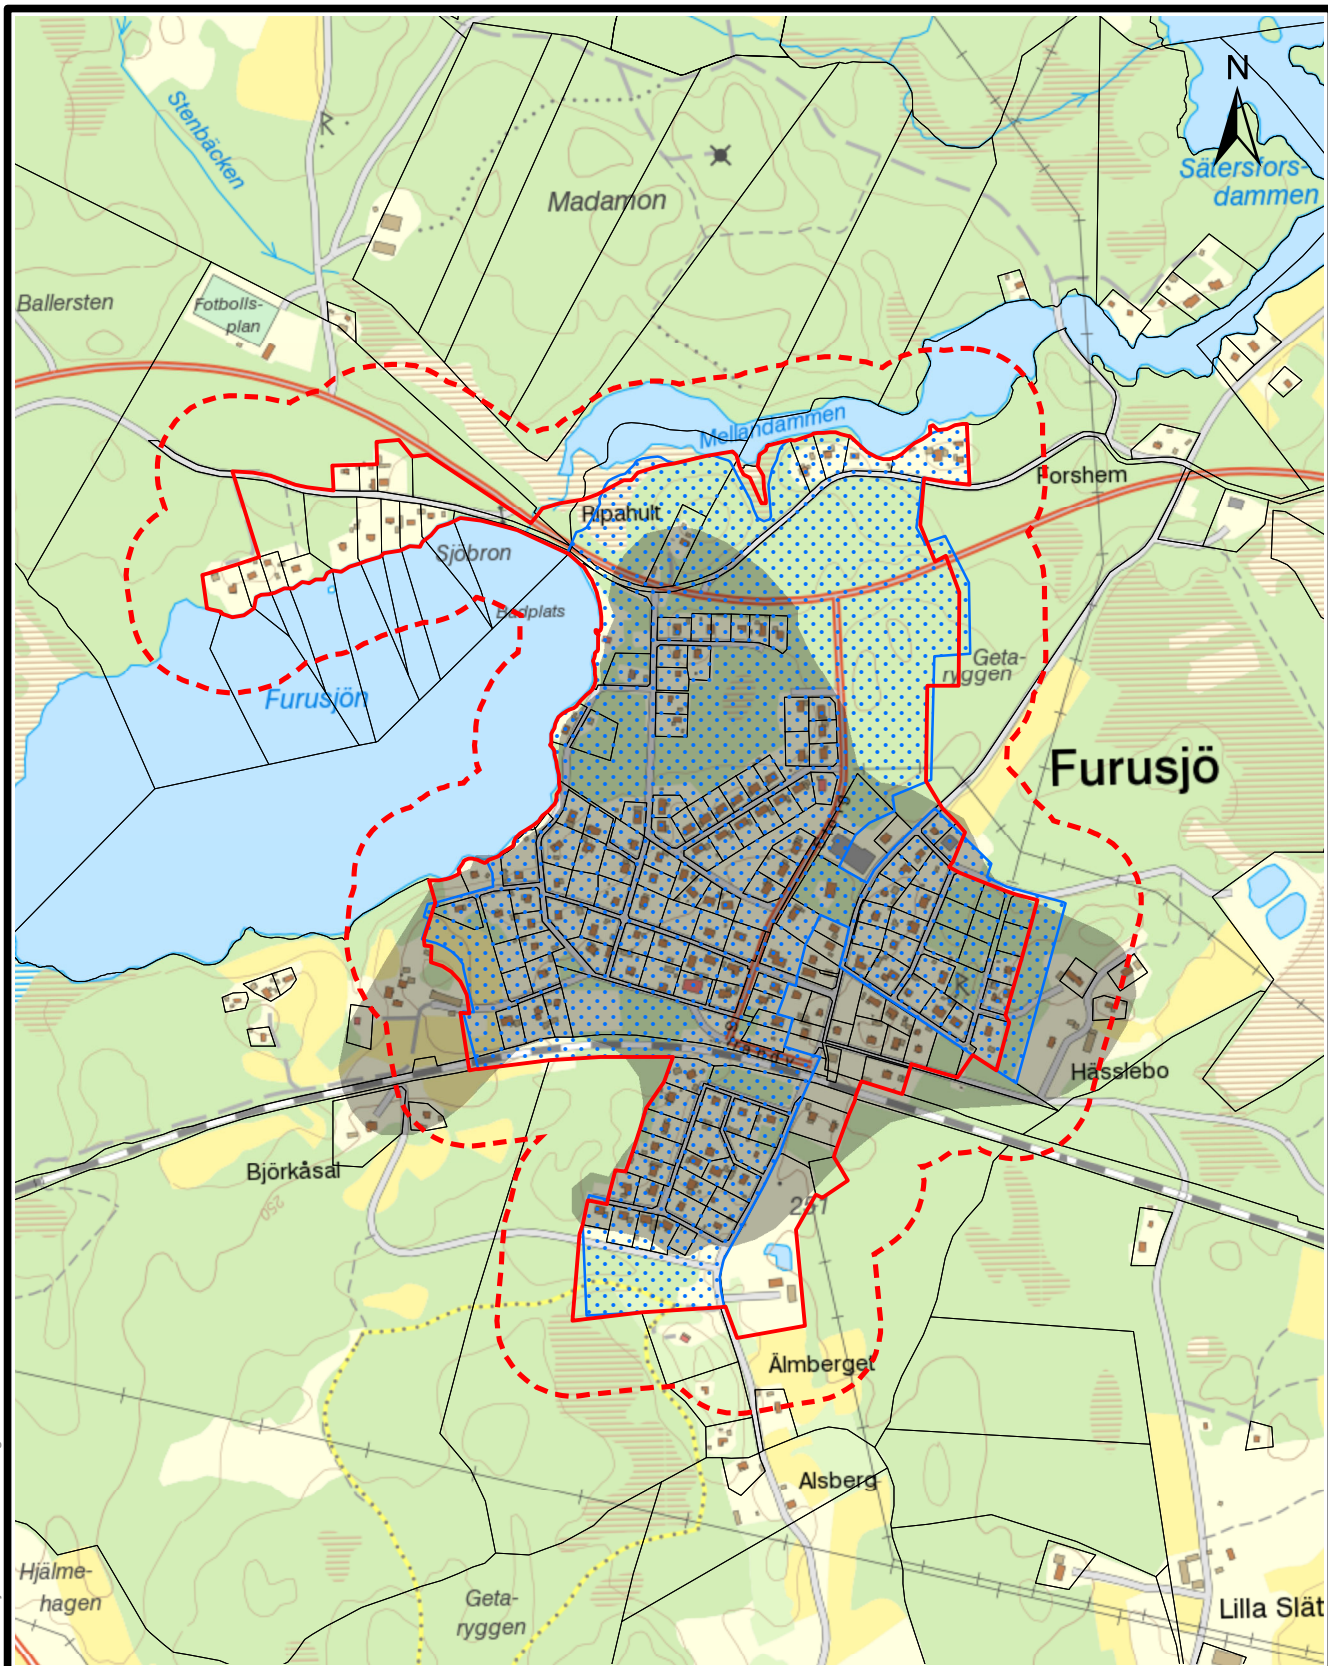 N
Stenbäcken
R
Madamon
Sätersfors-
dammen
Ballersten
Fotbolls-
plan
Mellandammen
Forshem
Ripahult
Sjöbron
Badplats
Geta-
ryggen
Furusjön
Furusjö
R
Hässlebo
Björkåsal
250
251
Älmberget
Alsberg
Hjälme-
hagen
Geta-
ryggen
Lilla Slät